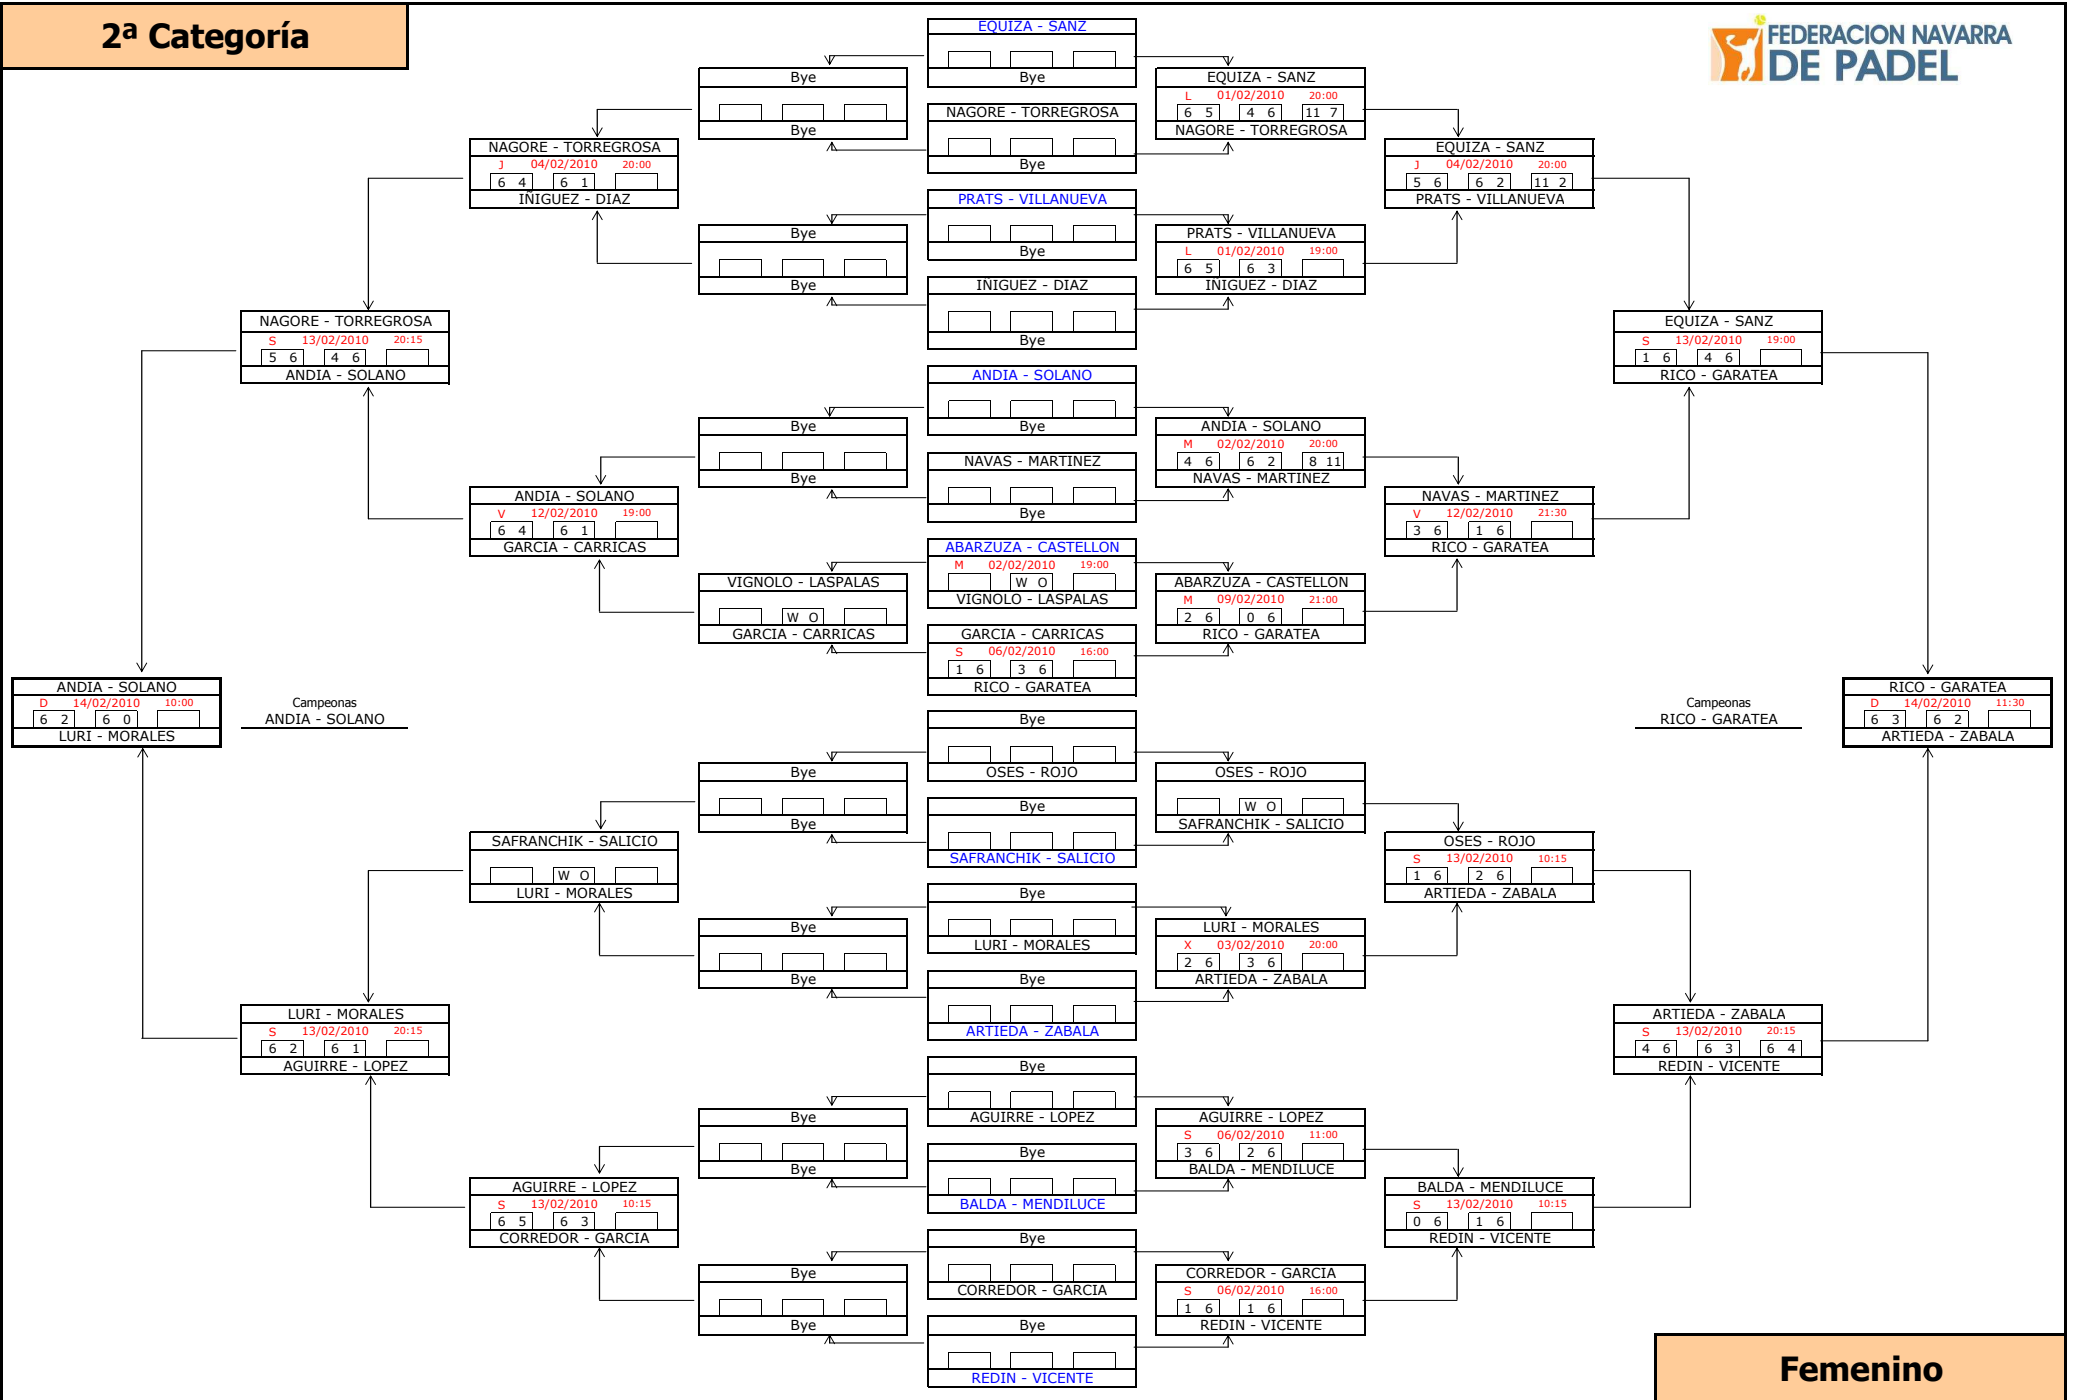 2ª Categoría
FEDERACION NAVARRA
DE PADEL
NAGORE - TORREGROSA
S 13/02/2010 20:15
5 6 4 6
ANDIA - SOLANO
ANDIA - SOLANO
D 14/02/2010 10:00
6 2 6 0
LURI - MORALES
Campeonas
ANDIA - SOLANO
LURI - MORALES
S 13/02/2010 20:15
6 2 6 1
AGUIRRE - LOPEZ
NAGORE - TORREGROSA
J 04/02/2010 20:00
6 4 6 1
IÑIGUEZ - DIAZ
ANDIA - SOLANO
V 12/02/2010 19:00
6 4 6 1
GARCIA - CARRICAS
SAFRANCHIK - SALICIO
W O
LURI - MORALES
AGUIRRE - LOPEZ
S 13/02/2010 10:15
6 5 6 3
CORREDOR - GARCIA
Bye
Bye
Bye
Bye
Bye
Bye
VIGNOLO - LASPALAS
W O
GARCIA - CARRICAS
Bye
Bye
Bye
Bye
Bye
Bye
Bye
Bye
EQUIZA - SANZ
Bye
NAGORE - TORREGROSA
Bye
PRATS - VILLANUEVA
Bye
IÑIGUEZ - DIAZ
Bye
ANDIA - SOLANO
Bye
NAVAS - MARTINEZ
Bye
ABARZUZA - CASTELLON
M 02/02/2010 19:00
W O
VIGNOLO - LASPALAS
GARCIA - CARRICAS
S 06/02/2010 16:00
1 6 3 6
RICO - GARATEA
Bye
OSES - ROJO
Bye
SAFRANCHIK - SALICIO
Bye
LURI - MORALES
Bye
ARTIEDA - ZABALA
Bye
AGUIRRE - LOPEZ
Bye
BALDA - MENDILUCE
Bye
CORREDOR - GARCIA
Bye
REDIN - VICENTE
EQUIZA - SANZ
L 01/02/2010 20:00
6 5 4 6 11 7
NAGORE - TORREGROSA
PRATS - VILLANUEVA
L 01/02/2010 19:00
6 5 6 3
IÑIGUEZ - DIAZ
ANDIA - SOLANO
M 02/02/2010 20:00
4 6 6 2 8 11
NAVAS - MARTINEZ
ABARZUZA - CASTELLON
M 09/02/2010 21:00
2 6 0 6
RICO - GARATEA
OSES - ROJO
W O
SAFRANCHIK - SALICIO
LURI - MORALES
X 03/02/2010 20:00
2 6 3 6
ARTIEDA - ZABALA
AGUIRRE - LOPEZ
S 06/02/2010 11:00
3 6 2 6
BALDA - MENDILUCE
CORREDOR - GARCIA
S 06/02/2010 16:00
1 6 1 6
REDIN - VICENTE
EQUIZA - SANZ
J 04/02/2010 20:00
5 6 6 2 11 2
PRATS - VILLANUEVA
NAVAS - MARTINEZ
V 12/02/2010 21:30
3 6 1 6
RICO - GARATEA
OSES - ROJO
S 13/02/2010 10:15
1 6 2 6
ARTIEDA - ZABALA
BALDA - MENDILUCE
S 13/02/2010 10:15
0 6 1 6
REDIN - VICENTE
EQUIZA - SANZ
S 13/02/2010 19:00
1 6 4 6
RICO - GARATEA
Campeonas
RICO - GARATEA
ARTIEDA - ZABALA
S 13/02/2010 20:15
4 6 6 3 6 4
REDIN - VICENTE
RICO - GARATEA
D 14/02/2010 11:30
6 3 6 2
ARTIEDA - ZABALA
Femenino